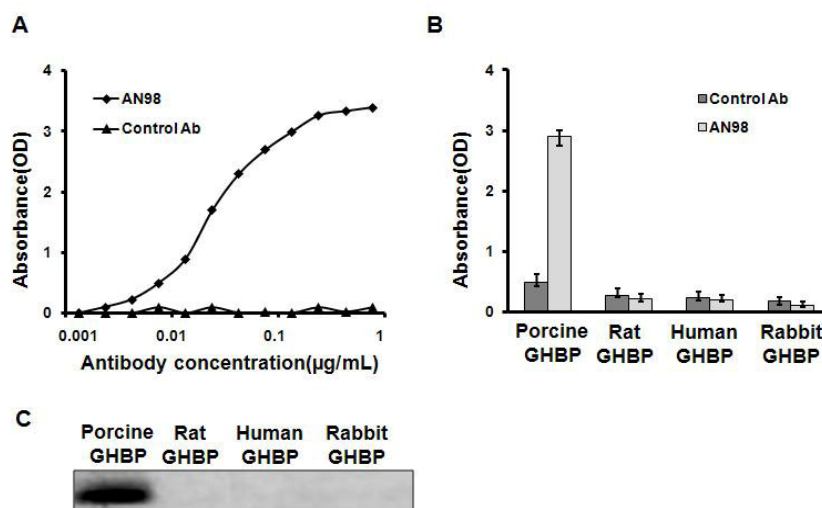 A
Absorbance(OD)
4
3
2
1
0
AN98
Control Ab
0.001
0.01
0.1
1
Antibody concentration(µg/mL)
B
Absorbance(OD)
4
3
2
1
0
Control Ab
AN98
Porcine GHBP
Rat GHBP
Human GHBP
Rabbit GHBP
C
Porcine GHBP
Rat GHBP
Human GHBP
Rabbit GHBP